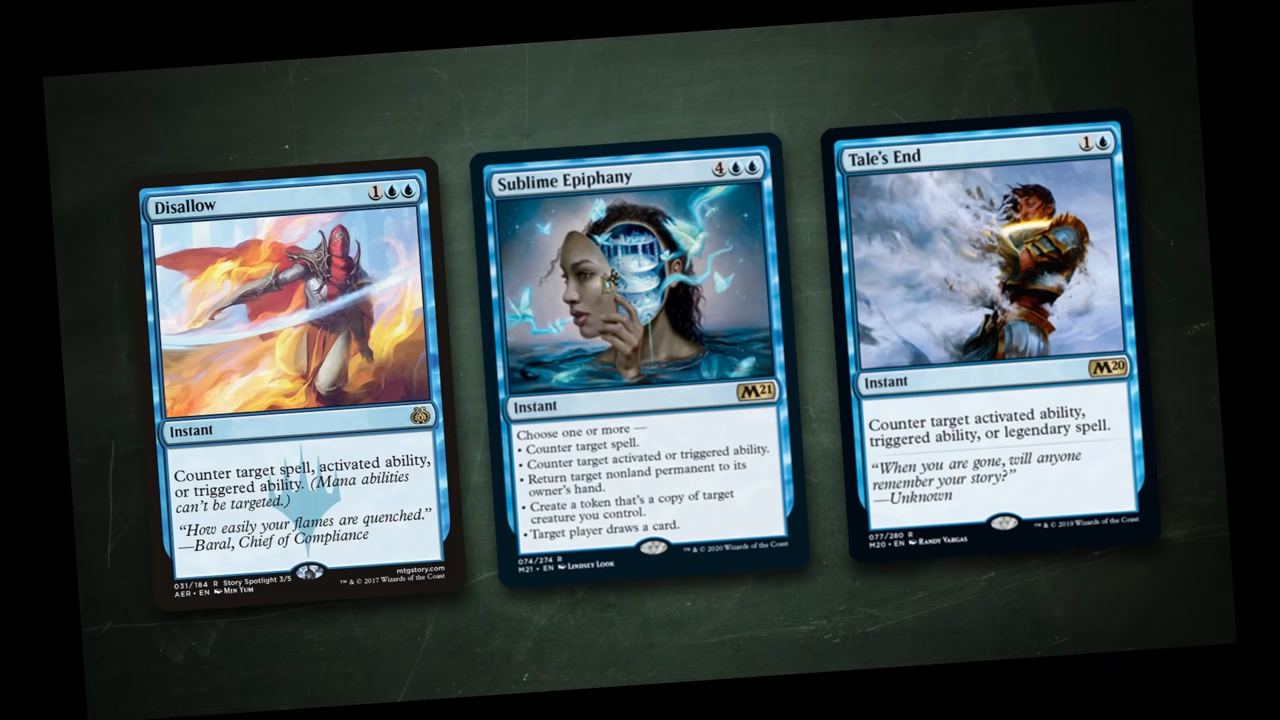 Disallow
1
Instant
Counter target spell, activated ability,
or triggered ability. (Mana abilities
can't be targeted.)
"How easily your flames are quenched."
—Baral, Chief of Compliance
031/184 R Story Spotlight 3/5
mtgstory.com
AER • EN Min Yum
™ & © 2017 Wizards of the Coast
Sublime Epiphany
4
M21
Instant
Choose one or more —
• Counter target spell.
• Counter target activated or triggered ability.
• Return target nonland permanent to its
owner's hand.
• Create a token that's a copy of target
creature you control.
• Target player draws a card.
074/274 R
M21 • EN Lindsey Look
™ & © 2020 Wizards of the Coast
Tale's End
1
M20
Instant
Counter target activated ability,
triggered ability, or legendary spell.
"When you are gone, will anyone
remember your story?"
—Unknown
077/280 R
M20 • EN Randy Vargas
™ & © 2019 Wizards of the Coast